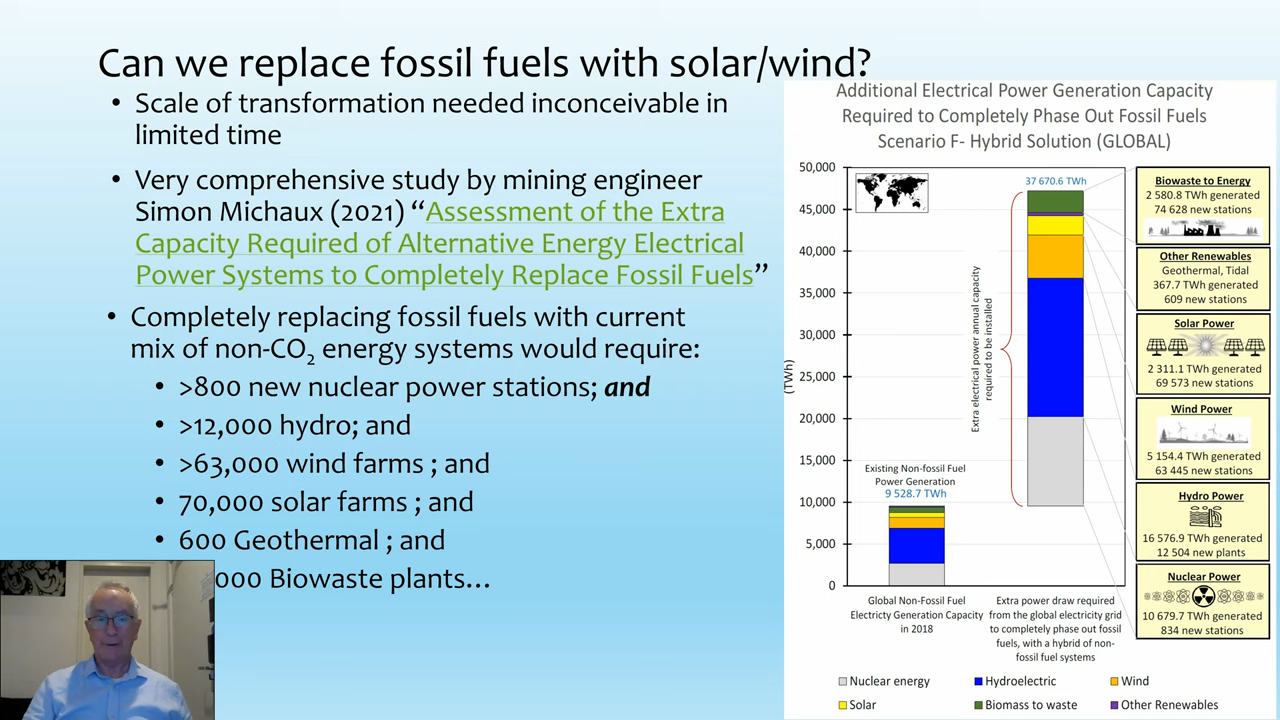 Can we replace fossil fuels with solar/wind?
• Scale of transformation needed inconceivable in
limited time
• Very comprehensive study by mining engineer
Simon Michaux (2021) “Assessment of the Extra
Capacity Required of Alternative Energy Electrical
Power Systems to Completely Replace Fossil Fuels”
• Completely replacing fossil fuels with current
mix of non-CO₂ energy systems would require:
• >800 new nuclear power stations; and
• >12,000 hydro; and
• >63,000 wind farms ; and
• 70,000 solar farms ; and
• 600 Geothermal ; and
000 Biowaste plants…
Additional Electrical Power Generation Capacity
Required to Completely Phase Out Fossil Fuels
Scenario F- Hybrid Solution (GLOBAL)
50,000
45,000
40,000
35,000
30,000
25,000
20,000
15,000
10,000
5,000
0
(TWh)
Existing Non-fossil Fuel
Power Generation
9 528.7 TWh
Extra electrical power annual capacity
required to be installed
37 670.6 TWh
Global Non-Fossil Fuel
Electricty Generation Capacity
in 2018
Extra power draw required
from the global electricity grid
to completely phase out fossil
fuels, with a hybrid of non-
fossil fuel systems
Biowaste to Energy
2 580.8 TWh generated
74 628 new stations
Other Renewables
Geothermal, Tidal
367.7 TWh generated
609 new stations
Solar Power
2 311.1 TWh generated
69 573 new stations
Wind Power
5 154.4 TWh generated
63 445 new stations
Hydro Power
16 576.9 TWh generated
12 504 new plants
Nuclear Power
10 679.7 TWh generated
834 new stations
Nuclear energy
Hydroelectric
Wind
Solar
Biomass to waste
Other Renewables